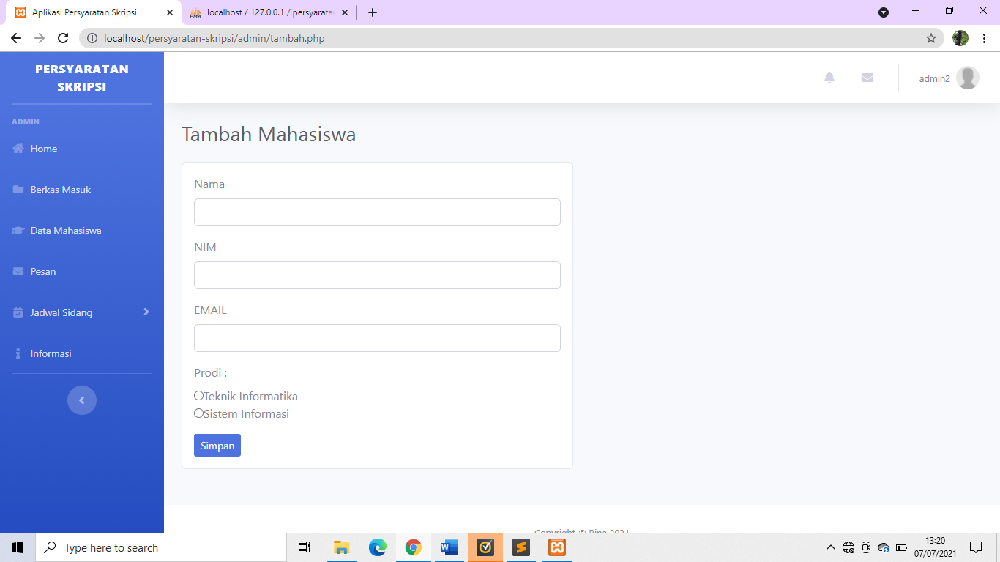 Aplikasi Persyaratan Skripsi
localhost / 127.0.0.1 / persyaratan
localhost/persyaratan-skripsi/admin/tambah.php
PERSYARATAN
SKRIPSI
admin2
ADMIN
Home
Berkas Masuk
Data Mahasiswa
Pesan
Jadwal Sidang
Informasi
Tambah Mahasiswa
Nama
NIM
EMAIL
Prodi :
Teknik Informatika
Sistem Informasi
Simpan
Copyright © Bina 2021
Type here to search
13:20
07/07/2021